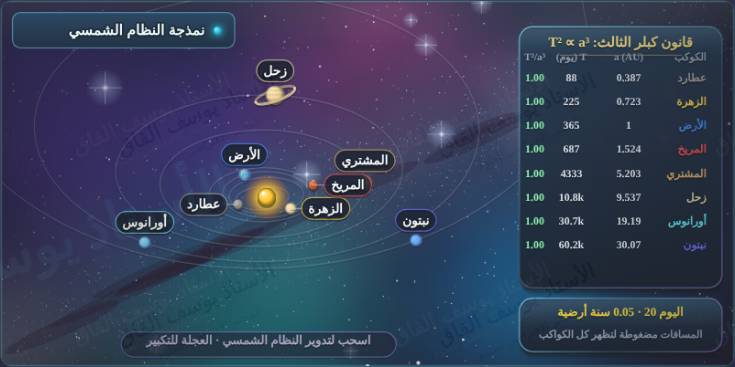 نمذجة النظام الشمسي
زحل
الأرض
المشتري
المريخ
عطارد
الزهرة
أورانوس
نبتون
اسحب لتدوير النظام الشمسي · العجلة للتكبير
قانون كبلر الثالث: T² ∝ a³
الكوكب a (AU) T (يوم) T²/a³
عطارد 0.387 88 1.00
الزهرة 0.723 225 1.00
الأرض 1 365 1.00
المريخ 1.524 687 1.00
المشتري 5.203 4333 1.00
زحل 9.537 10.8k 1.00
أورانوس 19.19 30.7k 1.00
نبتون 30.07 60.2k 1.00
اليوم 20 · 0.05 سنة أرضية
المسافات مضغوطة لتظهر كل الكواكب
الأستاذ يوسف